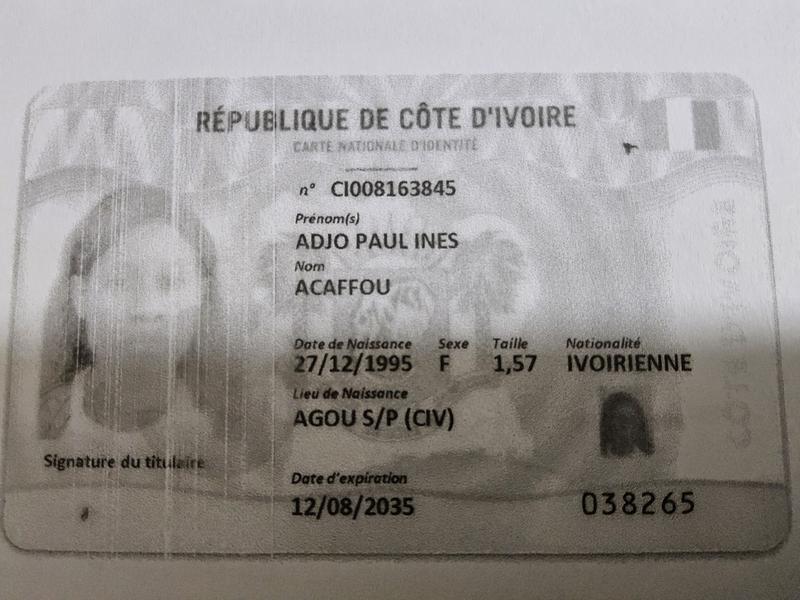 RÉPUBLIQUE DE CÔTE D'IVOIRE
CARTE NATIONALE D'IDENTITÉ
n° CI008163845
Prénom(s)
ADJO PAUL INES
Nom
ACAFFOU
Date de Naissance Sexe Taille Nationalité
27/12/1995 F 1,57 IVOIRIENNE
Lieu de Naissance
AGOU S/P (CIV)
Signature du titulaire
Date d'expiration
12/08/2035
038265